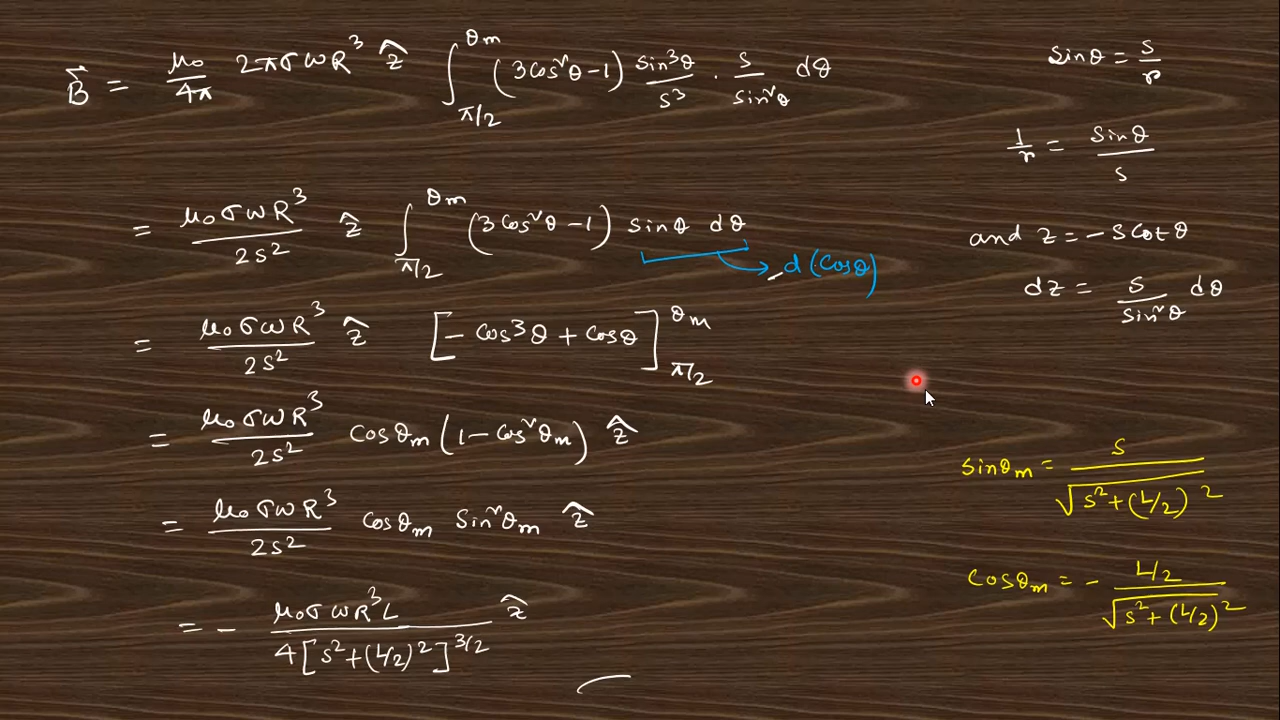 B⃗ = μ₀/4π 2πσωR³ ẑ ∫_{π/2}^{θm} (3cos²θ-1) sin³θ/s³ · s/sin²θ dθ
= μ₀σωR³/2s² ẑ ∫_{π/2}^{θm} (3cos²θ-1) sinθ dθ
→ -d(cosθ)
= μ₀σωR³/2s² ẑ [-cos³θ + cosθ]_{π/2}^{θm}
= μ₀σωR³/2s² cosθm (1-cos²θm) ẑ
= μ₀σωR³/2s² cosθm sin²θm ẑ
= - μ₀σωR³L/4[s²+(L/2)²]^{3/2} ẑ
sinθ = s/r
1/r = sinθ/s
and z = -s cotθ
dz = s/sin²θ dθ
sinθm = s/√s²+(L/2)²
cosθm = - L/2/√s²+(L/2)²